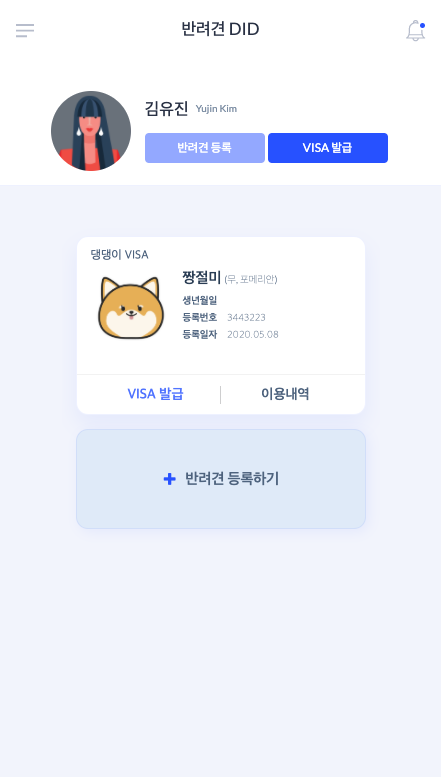 반려견 DID
김유진 Yujin Kim
반려견 등록 VISA 발급
댕댕이 VISA
짱절미 (무, 포메리안)
생년월일
등록번호 3443223
등록일자 2020.05.08
VISA 발급 이용내역
+ 반려견 등록하기